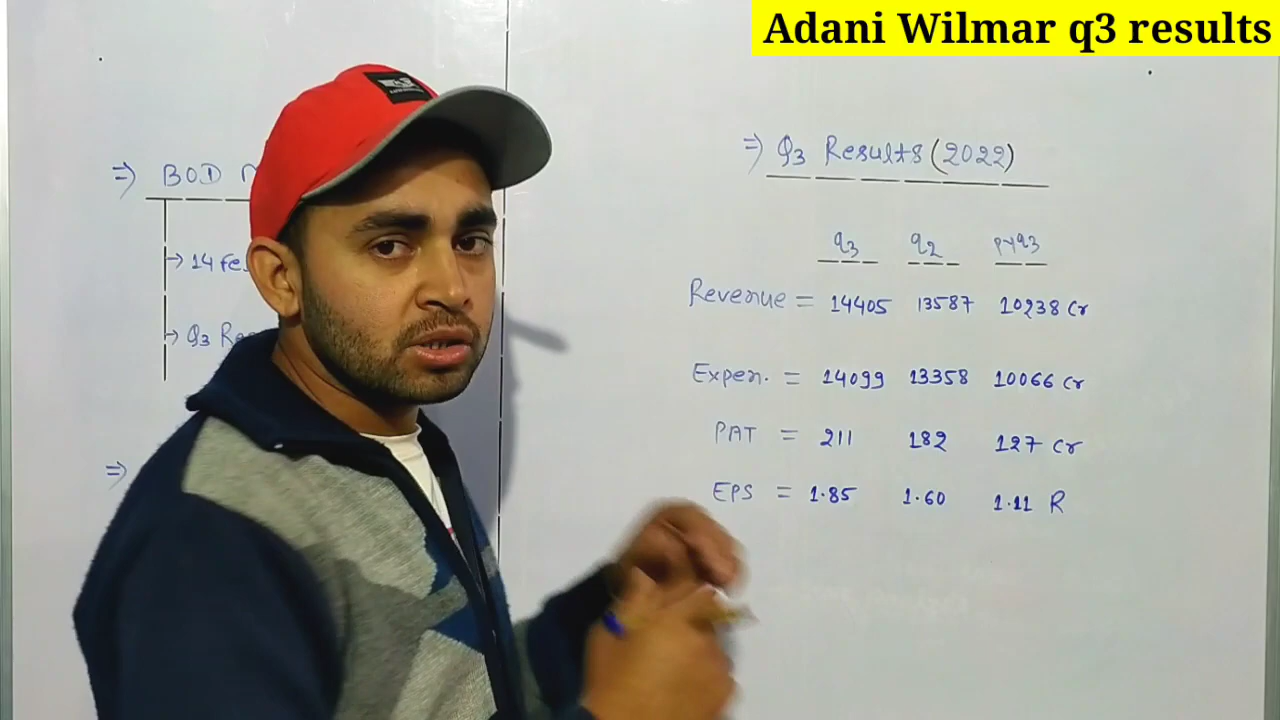 Adani Wilmar q3 results
⇒ BOD
→ 14 Fe
→ Q3 Re
⇒
⇒ Q3 Results (2022)
q3 q2 pyq3
Revenue = 14405 13587 10238 Cr
Expen. = 14099 13358 10066 Cr
PAT = 211 182 127 Cr
EPS = 1.85 1.60 1.11 R